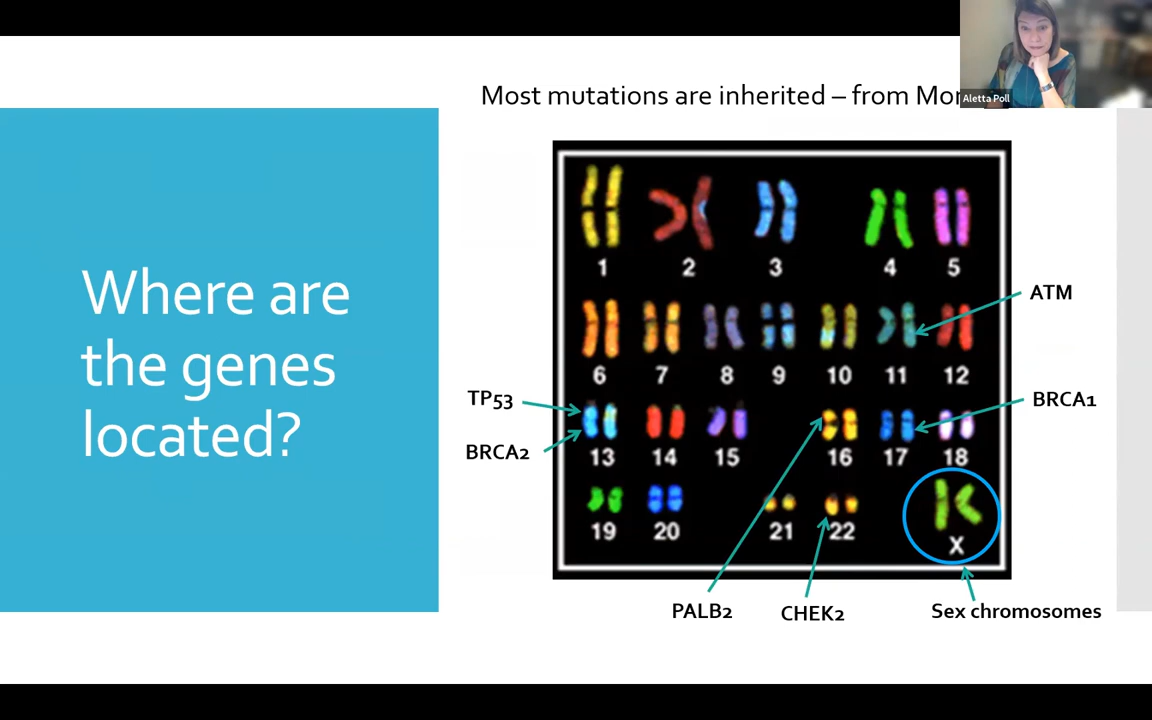 Most mutations are inherited – from Mo
Aletta Poll
Where are
the genes
located?
1 2 3 4 5
ATM
6 7 8 9 10 11 12
TP53
BRCA1
BRCA2
13 14 15 16 17 18
19 20 21 22 X
PALB2 CHEK2 Sex chromosomes